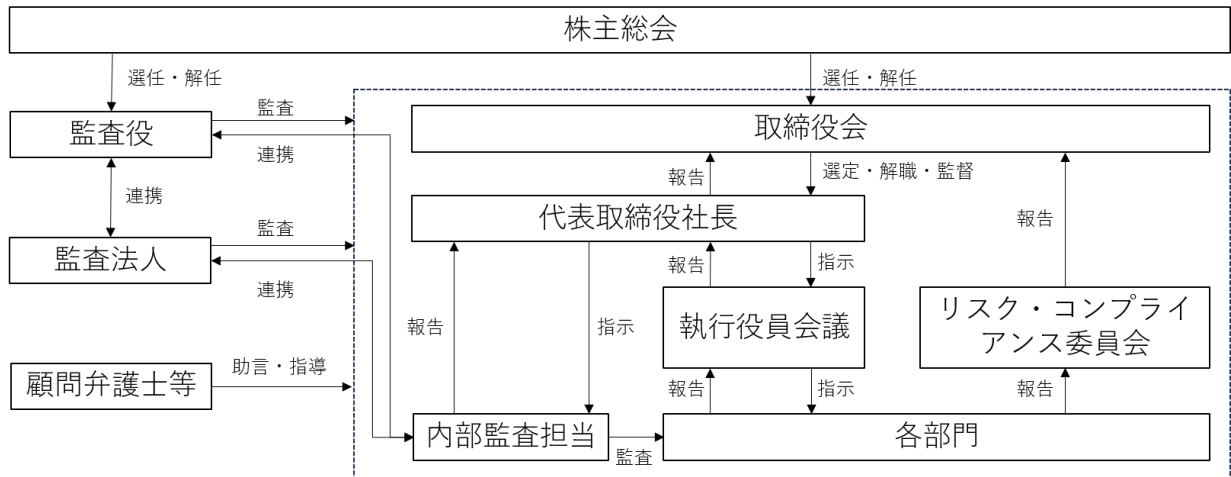 株主総会
選任・解任
選任・解任
監査役
監査
連携
取締役会
連携
報告
選定・解職・監督
報告
代表取締役社長
監査法人
監査
連携
報告
指示
報告
指示
執行役員会議
リスク・コンプライ
アンス委員会
顧問弁護士等
助言・指導
報告
指示
報告
内部監査担当
監査
各部門